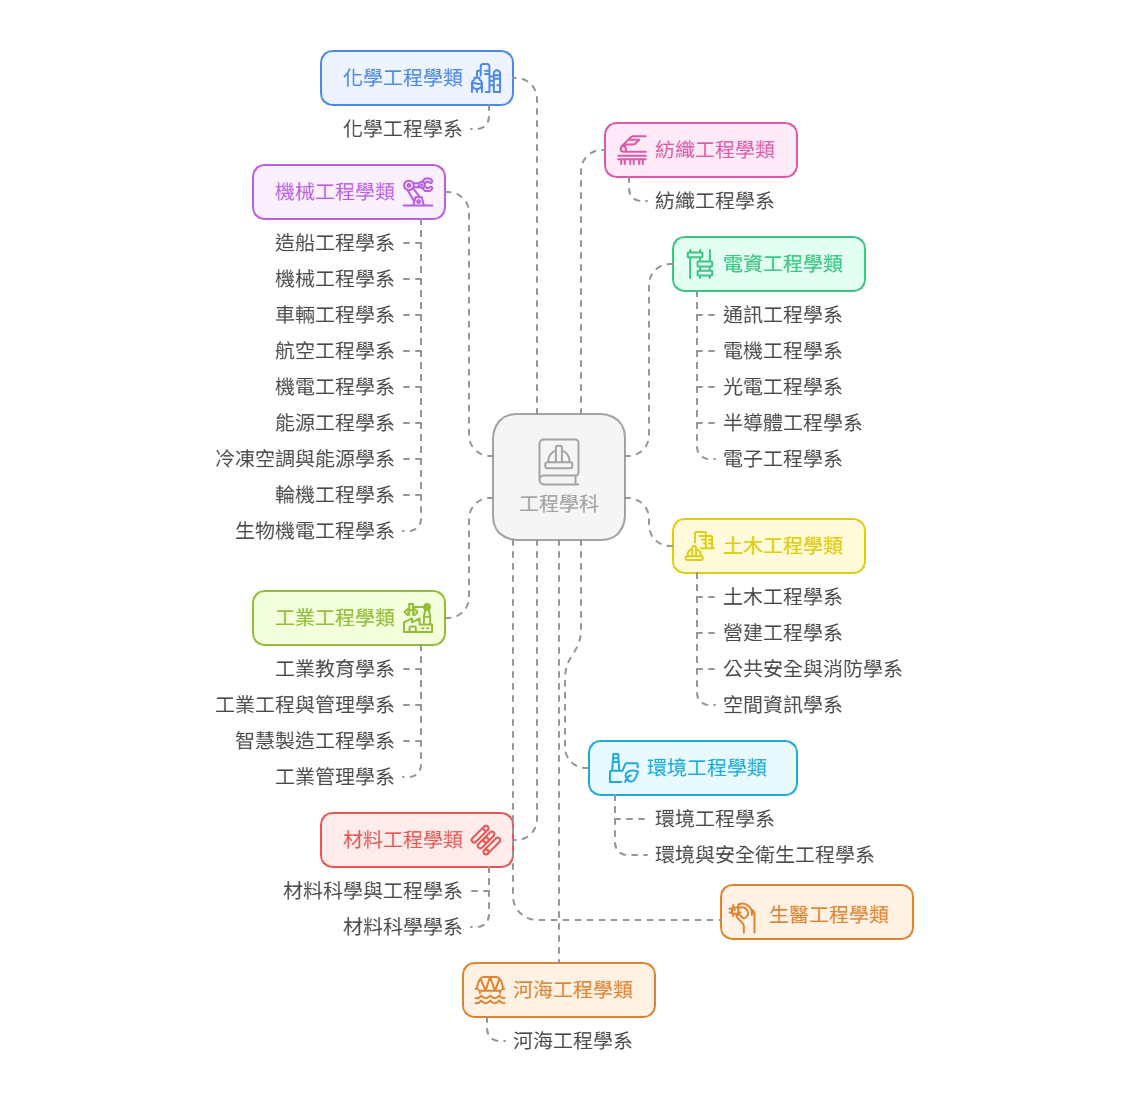 化學工程學類
化學工程學系
紡織工程學類
紡織工程學系
機械工程學類
造船工程學系
機械工程學系
車輛工程學系
航空工程學系
機電工程學系
能源工程學系
冷凍空調與能源學系
輪機工程學系
生物機電工程學系
電資工程學類
通訊工程學系
電機工程學系
光電工程學系
半導體工程學系
電子工程學系
工程學科
土木工程學類
土木工程學系
營建工程學系
公共安全與消防學系
空間資訊學系
工業工程學類
工業教育學系
工業工程與管理學系
智慧製造工程學系
工業管理學系
環境工程學類
環境工程學系
環境與安全衛生工程學系
材料工程學類
材料科學與工程學系
材料科學學系
生醫工程學類
河海工程學類
河海工程學系